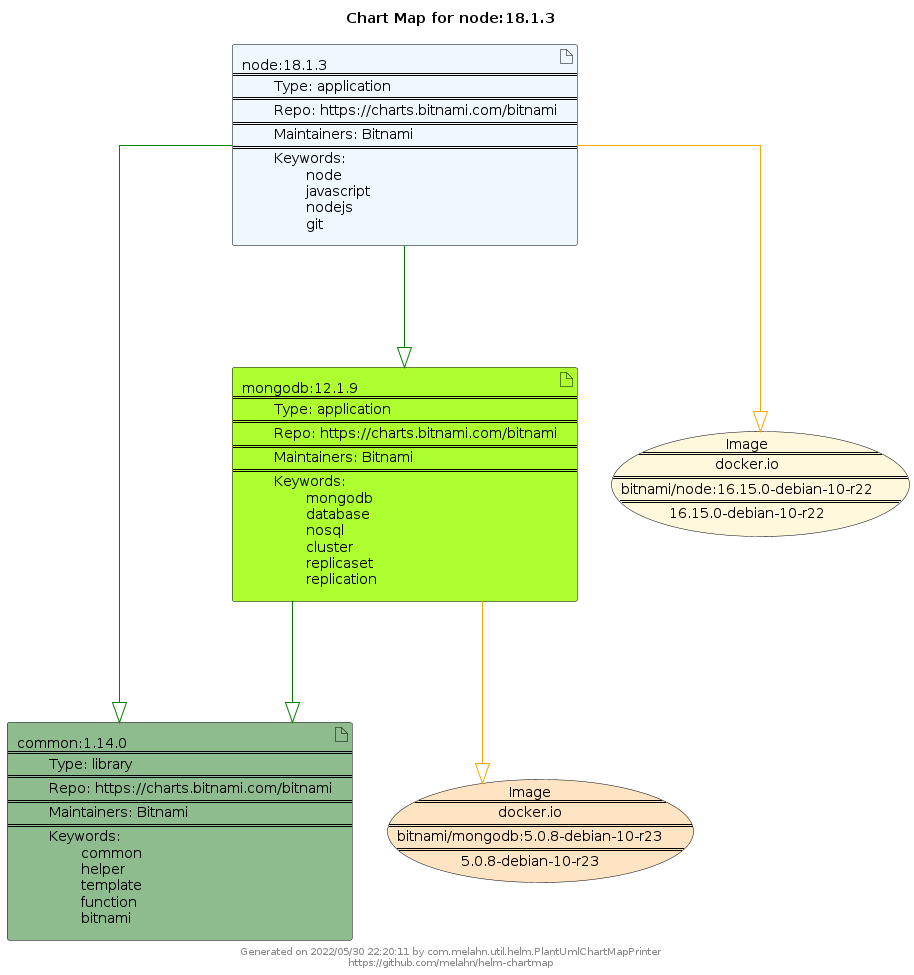 Chart Map for node:18.1.3
node:18.1.3
Type: application
Repo: https://charts.bitnami.com/bitnami
Maintainers: Bitnami
Keywords:
node
javascript
nodejs
git
mongodb:12.1.9
Type: application
Repo: https://charts.bitnami.com/bitnami
Maintainers: Bitnami
Keywords:
mongodb
database
nosql
cluster
replicaset
replication
Image
docker.io
bitnami/node:16.15.0-debian-10-r22
16.15.0-debian-10-r22
common:1.14.0
Type: library
Repo: https://charts.bitnami.com/bitnami
Maintainers: Bitnami
Keywords:
common
helper
template
function
bitnami
Image
docker.io
bitnami/mongodb:5.0.8-debian-10-r23
5.0.8-debian-10-r23
Generated on 2022/05/30 22:20:11 by com.melahn.util.helm.PlantUmlChartMapPrinter
https://github.com/melahn/helm-chartmap